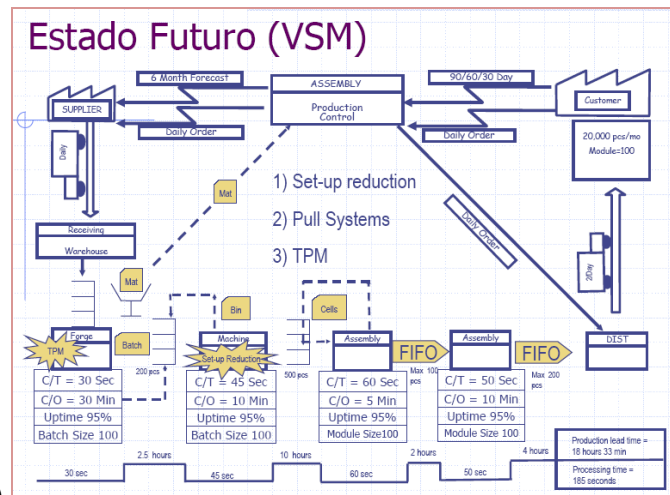 Estado Futuro (VSM)
6 Month Forecast
ASSEMBLY
90/60/30 Day
SUPPLIER
Production
Control
Customer
Daily Order
Daily Order
20,000 pcs/mo
Module=100
Daily
1) Set-up reduction
Mat
2) Pull Systems
Daily Order
Receiving
Warehouse
3) TPM
2/Day
Mat
Bin
Cells
Forge
TPM
Batch
200 pcs
Maching
Set-up Reduction
500 pcs
Assembly
FIFO
Max 100
pcs
Assembly
FIFO
Max 200
pcs
DIST
C/T = 30 Sec
C/O = 30 Min
Uptime 95%
Batch Size 100
C/T = 45 Sec
C/O = 10 Min
Uptime 95%
Batch Size 100
C/T = 60 Sec
C/O = 5 Min
Uptime 95%
Module Size100
C/T = 50 Sec
C/O = 10 Min
Uptime 95%
Module Size 100
2.5 hours
10 hours
2 hours
4 hours
30 sec
45 sec
60 sec
50 sec
Production lead time =
18 hours 33 min
Processing time =
185 seconds